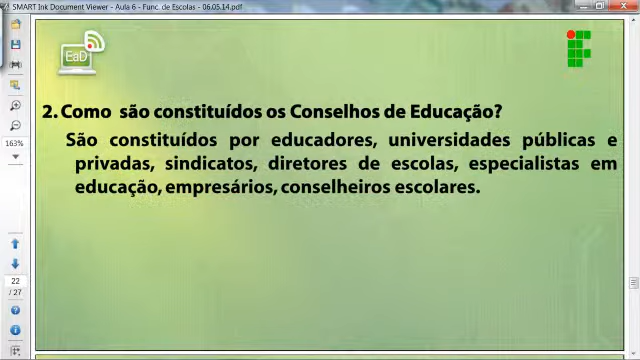 SMART Ink Document Viewer - Aula 6 - Func. de Escolas - 06.05.14.pdf
EaD
2. Como são constituídos os Conselhos de Educação?
São constituídos por educadores, universidades públicas e
privadas, sindicatos, diretores de escolas, especialistas em
educação, empresários, conselheiros escolares.
163%
22
/ 27